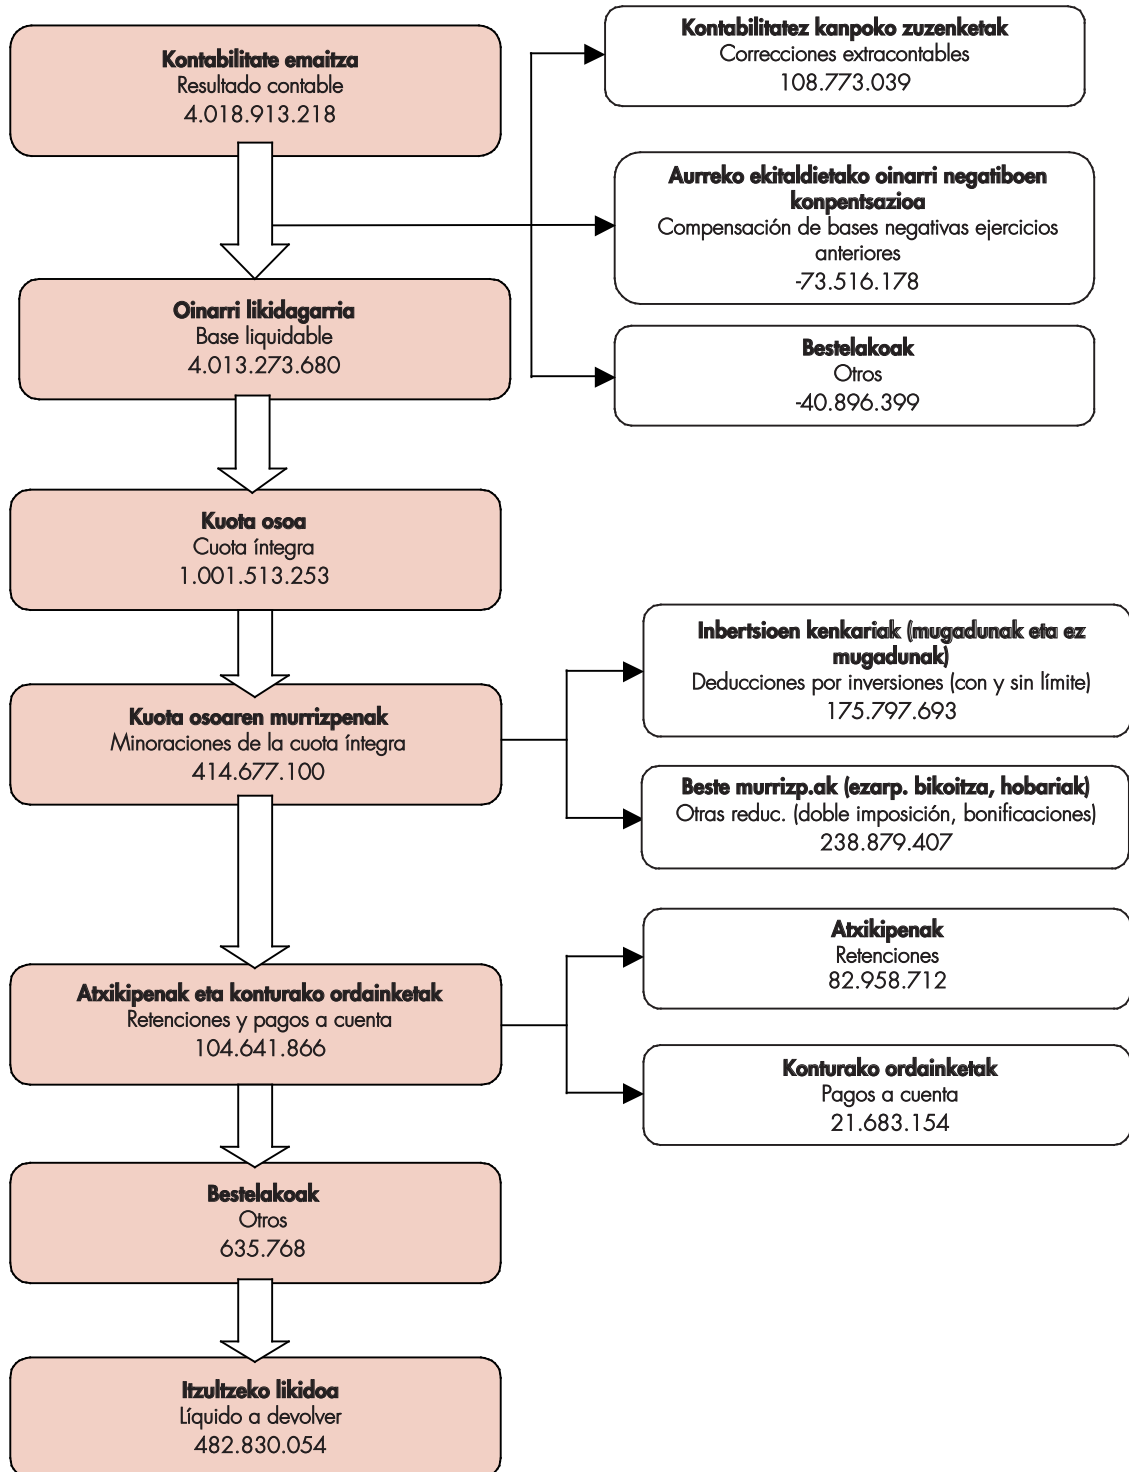 Kontabilitate emaitza
Resultado contable
4.018.913.218
Kontabilitatez kanpoko zuzenketak
Correcciones extracontables
108.773.039
Aurreko ekitaldietako oinarri negatiboen
konpentsazioa
Compensación de bases negativas ejercicios
anteriores
-73.516.178
Bestelakoak
Otros
-40.896.399
Oinarri likidagarria
Base liquidable
4.013.273.680
Kuota osoa
Cuota íntegra
1.001.513.253
Kuota osoaren murrizpenak
Minoraciones de la cuota íntegra
414.677.100
Inbertsioen kenkariak (mugadunak eta ez
mugadunak)
Deducciones por inversiones (con y sin límite)
175.797.693
Beste murrizp.ak (ezarp. bikoitza, hobariak)
Otras reduc. (doble imposición, bonificaciones)
238.879.407
Atxikipenak eta konturako ordainketak
Retenciones y pagos a cuenta
104.641.866
Atxikipenak
Retenciones
82.958.712
Konturako ordainketak
Pagos a cuenta
21.683.154
Bestelakoak
Otros
635.768
Itzultzeko likidoa
Líquido a devolver
482.830.054